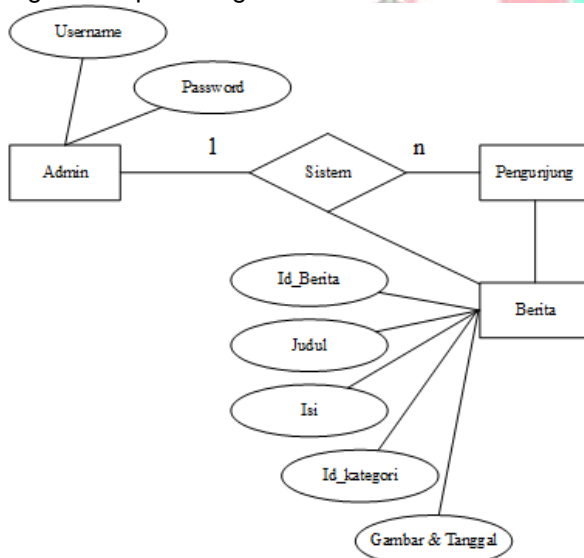 Username
Password
1
n
Admin
Sistem
Pengunjung
Id_Berita
Berita
Judul
Isi
Id_kategori
Gambar & Tanggal